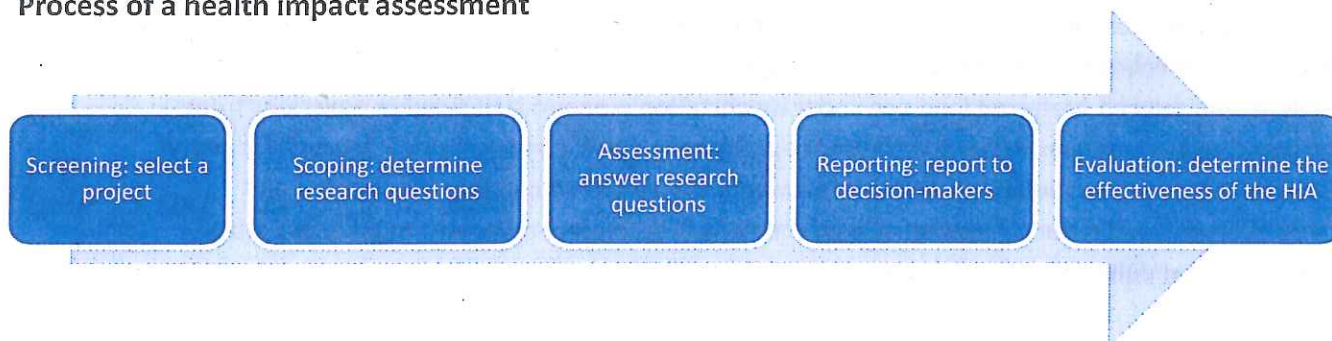 Process of a health impact assessment
Screening: select a
project
Scoping: determine
research questions
Assessment:
answer research
questions
Reporting: report to
decision-makers
Evaluation: determine the
effectiveness of the HIA